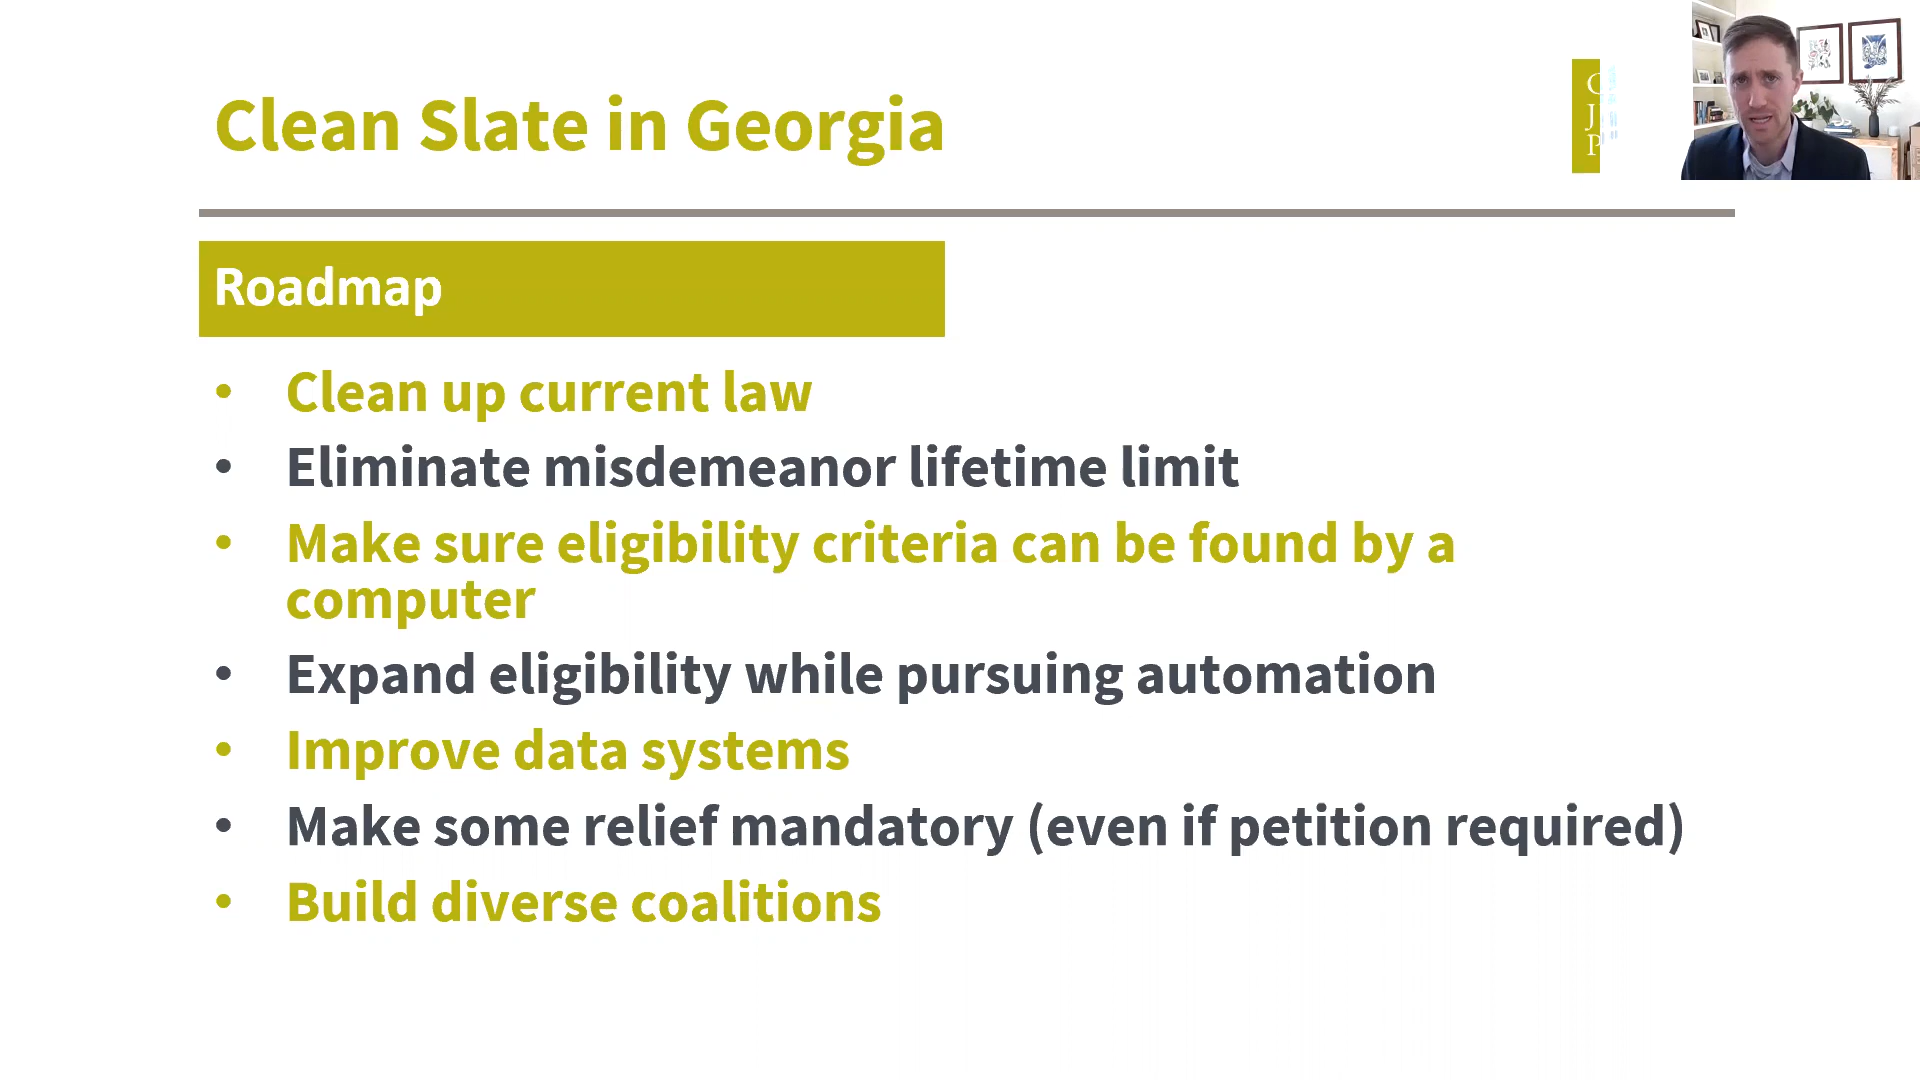 Clean Slate in Georgia
J
P
Roadmap
• Clean up current law
• Eliminate misdemeanor lifetime limit
• Make sure eligibility criteria can be found by a
computer
• Expand eligibility while pursuing automation
• Improve data systems
• Make some relief mandatory (even if petition required)
• Build diverse coalitions